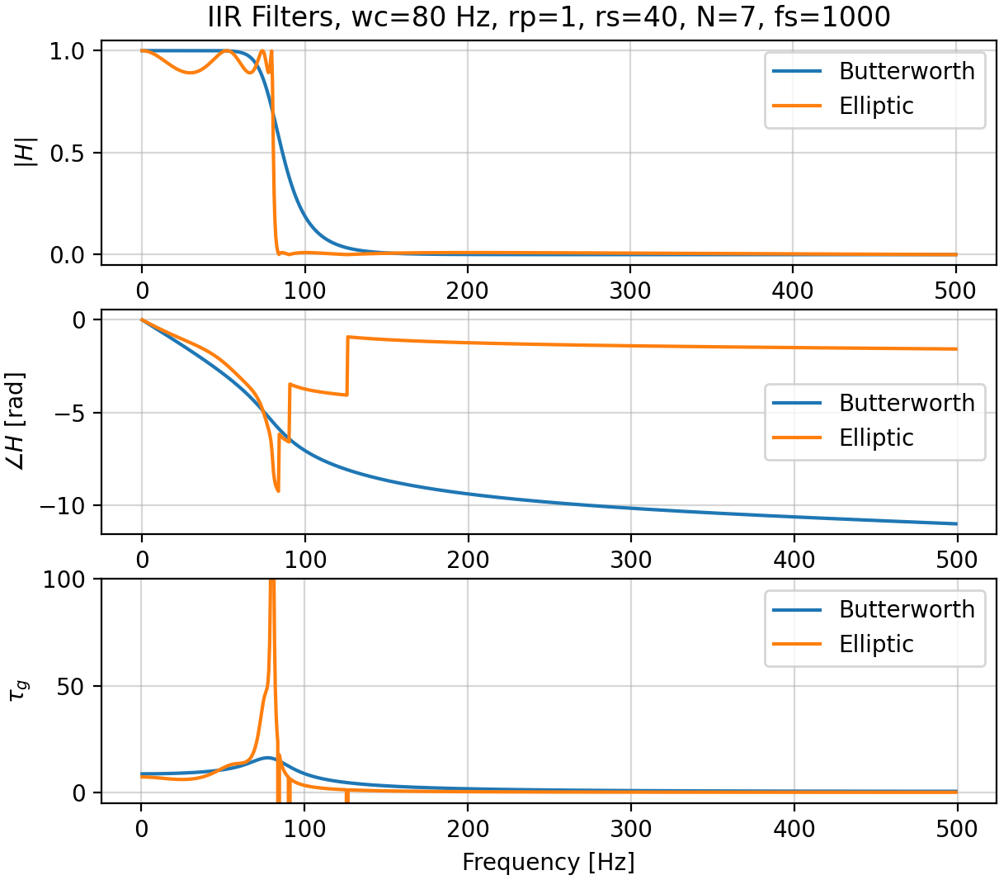 IIR Filters, wc=80 Hz, rp=1, rs=40, N=7, fs=1000
|H|
1.0
0.5
0.0
Butterworth
Elliptic
0 100 200 300 400 500
∠H [rad]
0
−5
−10
Butterworth
Elliptic
0 100 200 300 400 500
τg
100
50
0
Butterworth
Elliptic
0 100 200 300 400 500
Frequency [Hz]